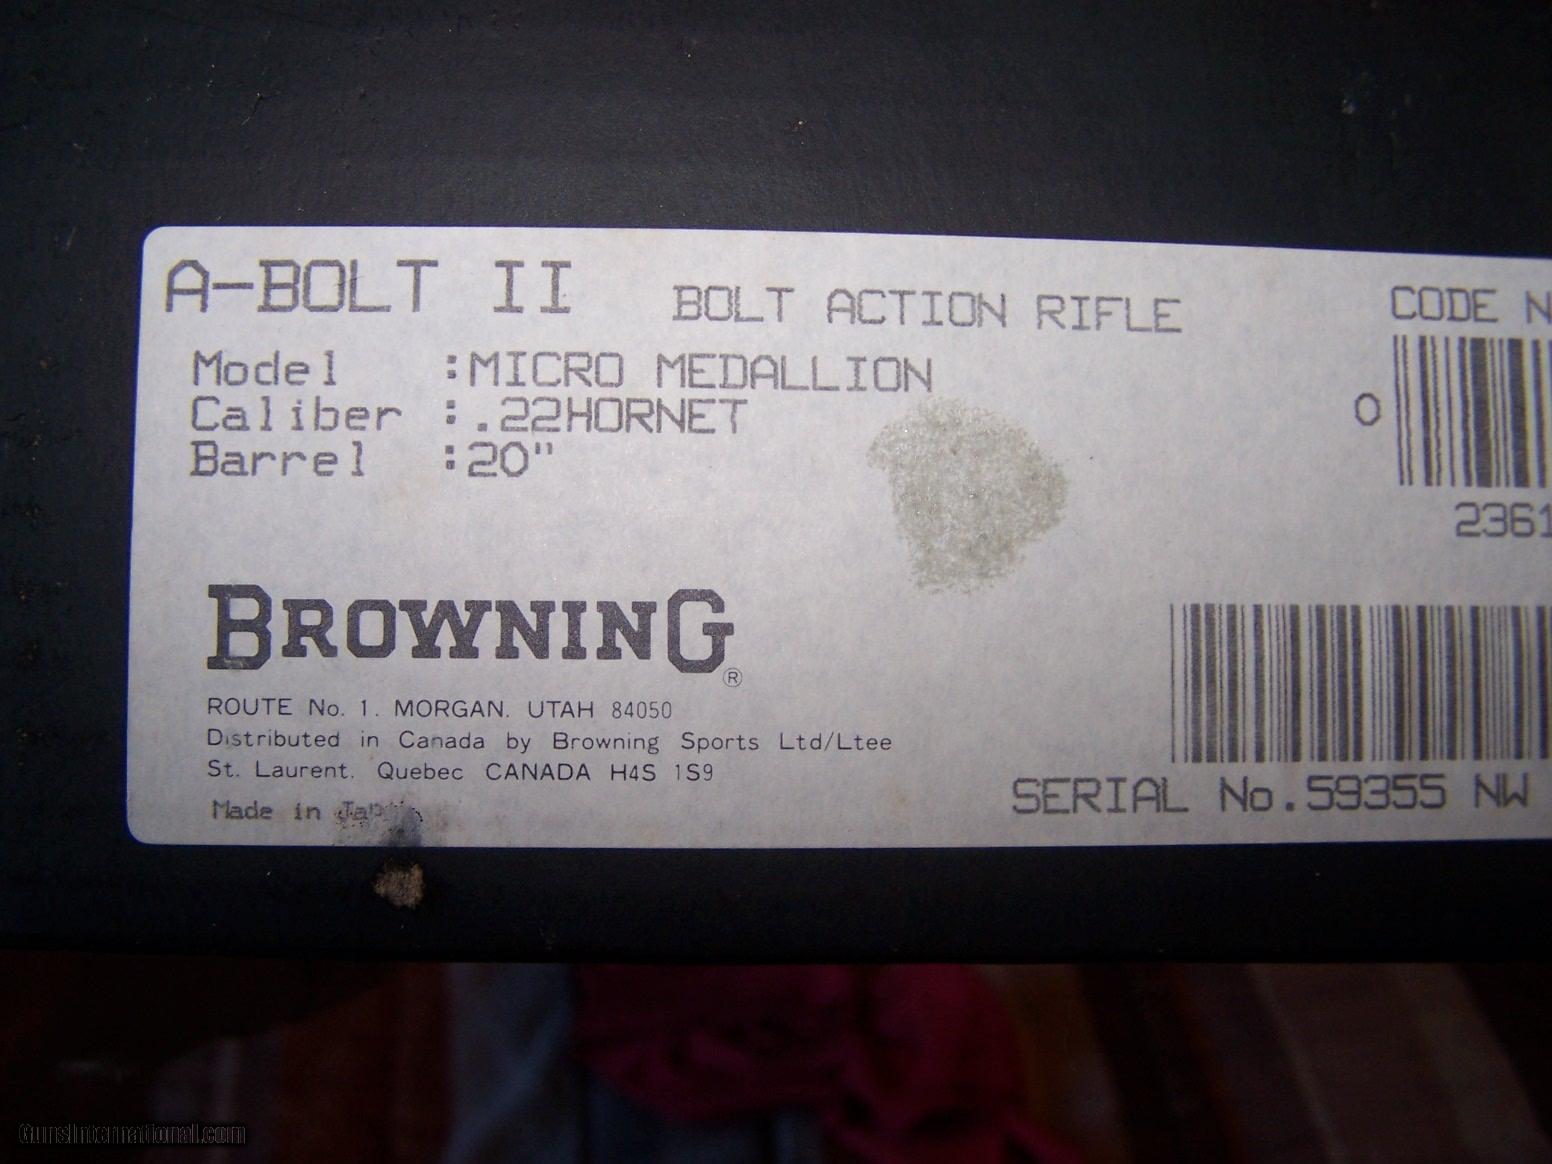 A-BOLT II BOLT ACTION RIFLE
Model :MICRO MEDALLION
Caliber :.22HORNET
Barrel :20"
CODE N
0
2361
BROWNING®
ROUTE No. 1. MORGAN. UTAH 84050
Distributed in Canada by Browning Sports Ltd/Ltee
St. Laurent. Quebec CANADA H4S 1S9
Made in
SERIAL No.59355 NW
GunsInternational.com